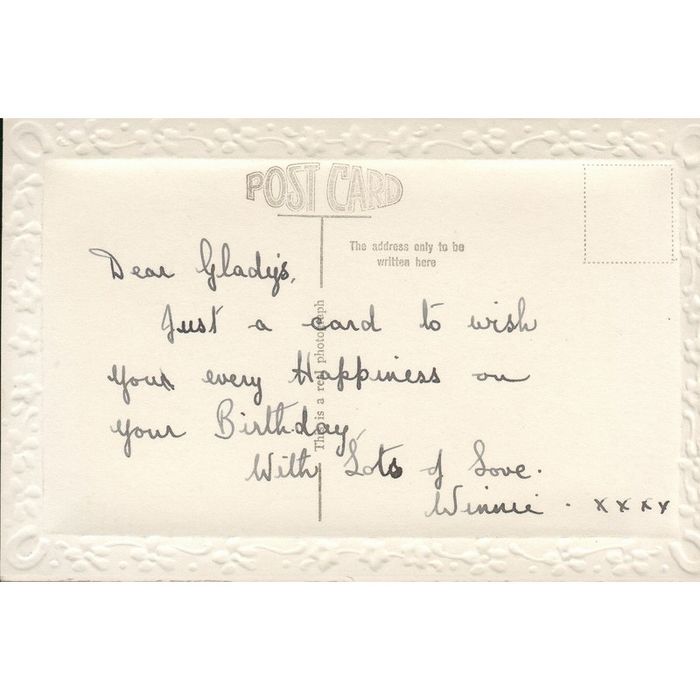 POST CARD
The address only to be
written here
This is a real photograph
Dear Gladys,
Just a card to wish
you every Happiness on
your Birthday,
With Lots of Love.
Winnie. xxxx